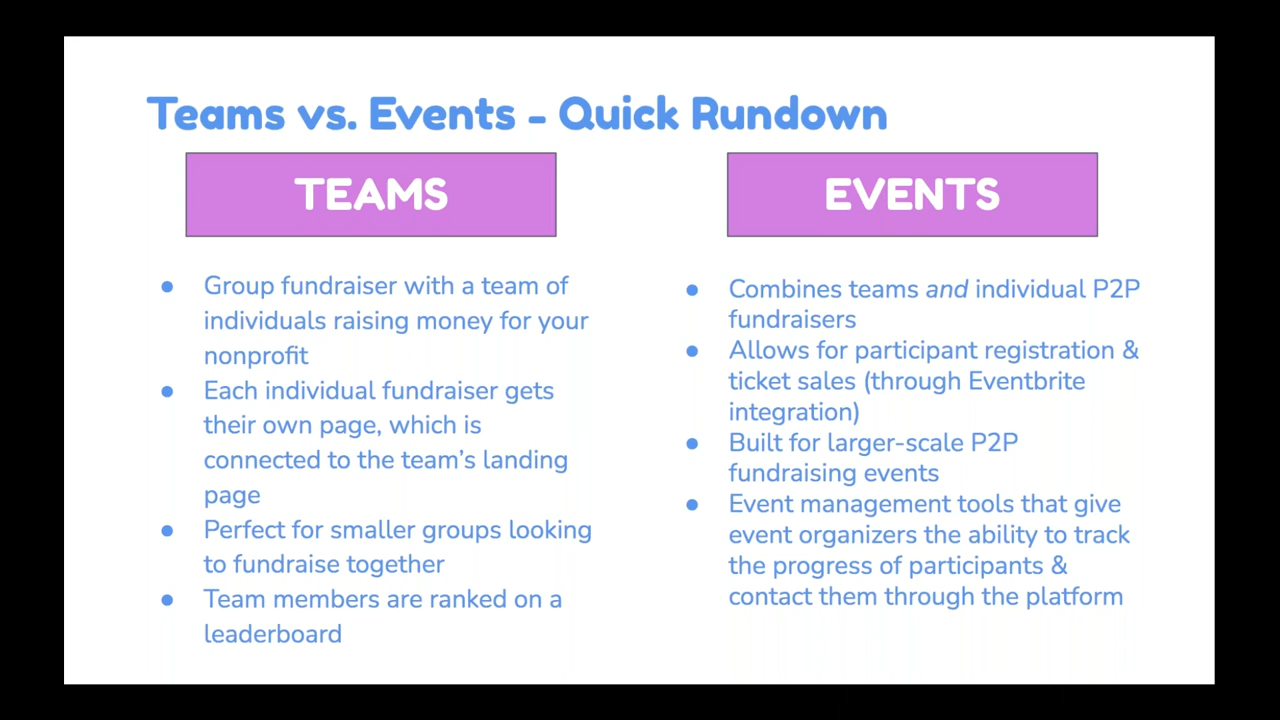 Teams vs. Events - Quick Rundown
TEAMS
● Group fundraiser with a team of
individuals raising money for your
nonprofit
● Each individual fundraiser gets
their own page, which is
connected to the team’s landing
page
● Perfect for smaller groups looking
to fundraise together
● Team members are ranked on a
leaderboard
EVENTS
● Combines teams and individual P2P
fundraisers
● Allows for participant registration &
ticket sales (through Eventbrite
integration)
● Built for larger-scale P2P
fundraising events
● Event management tools that give
event organizers the ability to track
the progress of participants &
contact them through the platform